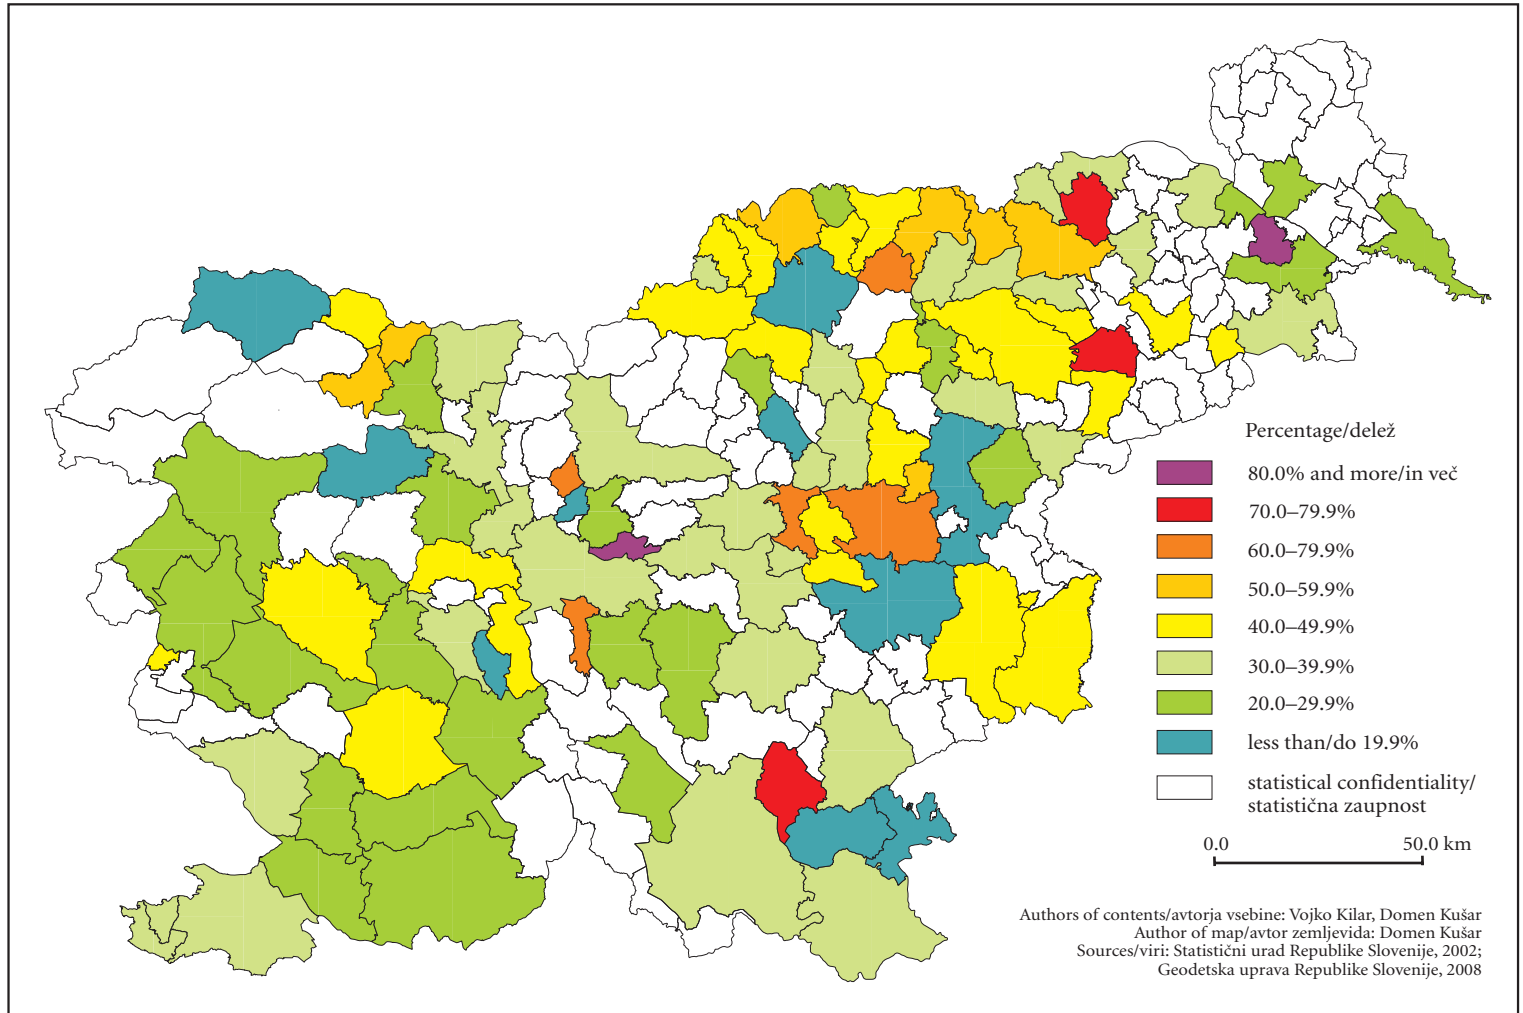 Percentage/delež
80.0% and more/in več
70.0–79.9%
60.0–79.9%
50.0–59.9%
40.0–49.9%
30.0–39.9%
20.0–29.9%
less than/do 19.9%
statistical confidentiality/
statistična zaupnost
0.0 50.0 km
Authors of contents/avtorja vsebine: Vojko Kilar, Domen Kušar
Author of map/avtor zemljevida: Domen Kušar
Sources/viri: Statistični urad Republike Slovenije, 2002;
Geodetska uprava Republike Slovenije, 2008